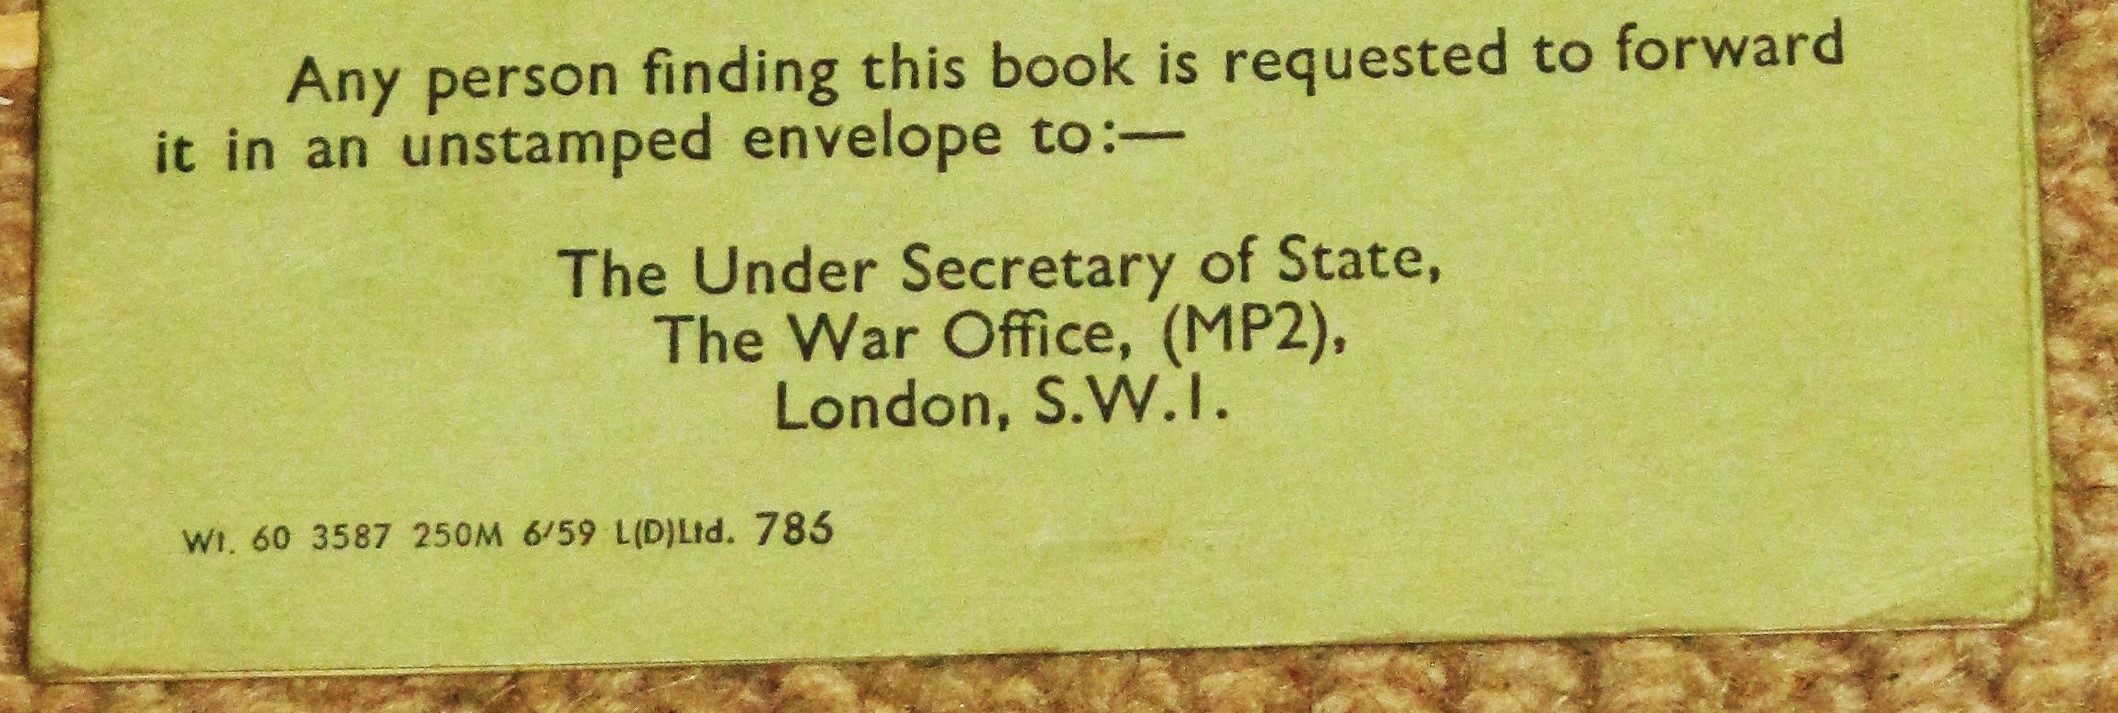 Any person finding this book is requested to forward
it in an unstamped envelope to:—
The Under Secretary of State,
The War Office, (MP2),
London, S.W.1.
Wt. 60 3587 250M 6/59 L(D)Ltd. 786